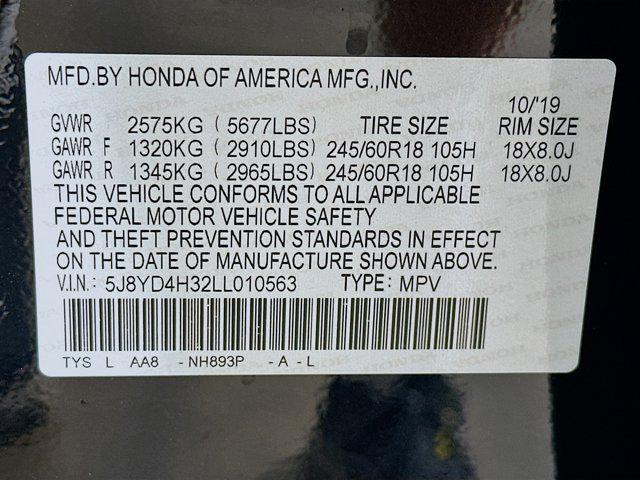 MFD.BY HONDA OF AMERICA MFG.,INC.
10/'19
GVWR 2575KG ( 5677LBS) TIRE SIZE RIM SIZE
GAWR F 1320KG ( 2910LBS) 245/60R18 105H 18X8.0J
GAWR R 1345KG ( 2965LBS) 245/60R18 105H 18X8.0J
THIS VEHICLE CONFORMS TO ALL APPLICABLE
FEDERAL MOTOR VEHICLE SAFETY
AND THEFT PREVENTION STANDARDS IN EFFECT
ON THE DATE OF MANUFACTURE SHOWN ABOVE.
V.I.N: 5J8YD4H32LL010563 TYPE: MPV
TYS L AA8 - NH893P - A - L